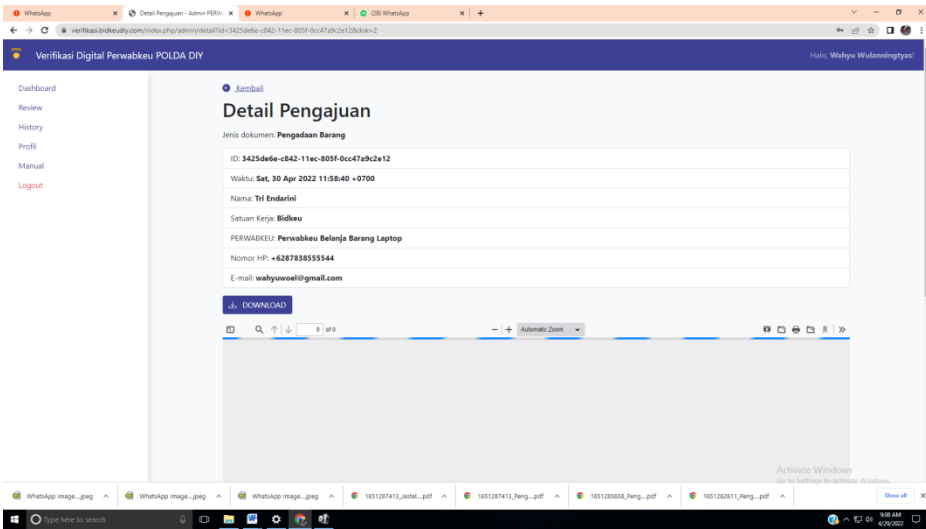 WhatsApp
Detail Pengajuan - Admin PERW
WhatsApp
(28) WhatsApp
verifikasi.bidkeudiy.com/index.php/admin/detail?id=3425de6e-c842-11ec-805f-0cc47a9c2e12&dok=2
Verifikasi Digital Perwabkeu POLDA DIY
Halo, Wahyu Wulanningtyas!
Dashboard
Review
History
Profil
Manual
Logout
Kembali
Detail Pengajuan
Jenis dokumen: Pengadaan Barang
ID: 3425de6e-c842-11ec-805f-0cc47a9c2e12
Waktu: Sat, 30 Apr 2022 11:58:40 +0700
Nama: Tri Endarini
Satuan Kerja: Bidkeu
PERWABKEU: Perwabkeu Belanja Barang Laptop
Nomor HP: +6287838555544
E-mail: wahyuwoel@gmail.com
DOWNLOAD
0 of 0
Automatic Zoom
Activate Windows
Go to Settings to activate Windows.
WhatsApp Image....jpeg
WhatsApp Image....jpeg
WhatsApp Image....jpeg
1651287413_lastel....pdf
1651287413_Peng....pdf
1651285658_Peng....pdf
1651282811_Peng....pdf
Show all
Type here to search
9:08 AM
4/29/2022